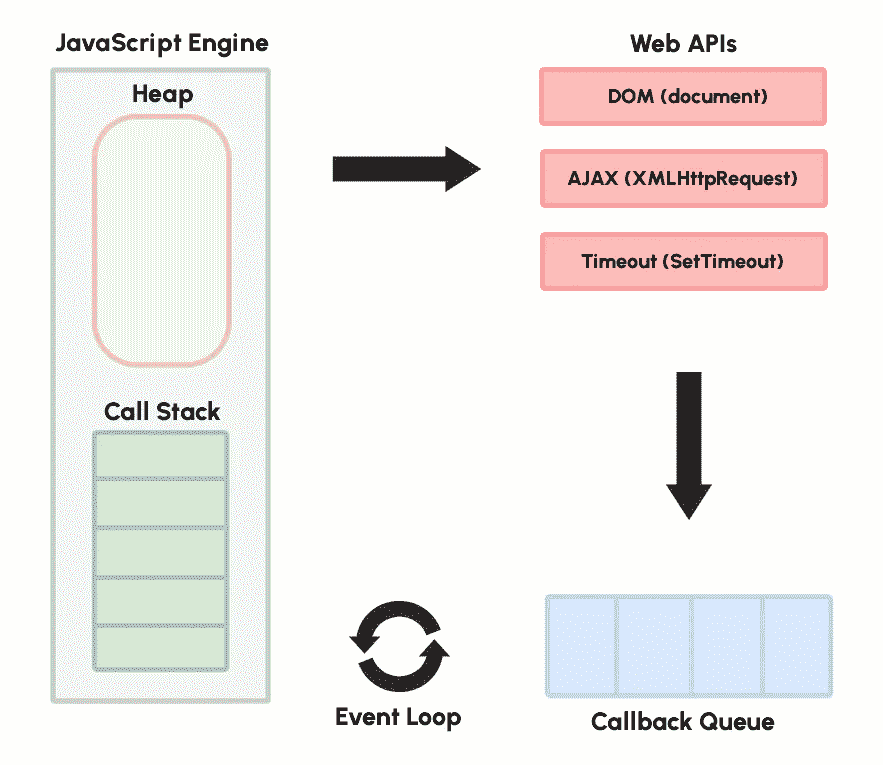 JavaScript Engine
Heap
Call Stack
Web APIs
DOM (document)
AJAX (XMLHttpRequest)
Timeout (SetTimeout)
Event Loop
Callback Queue